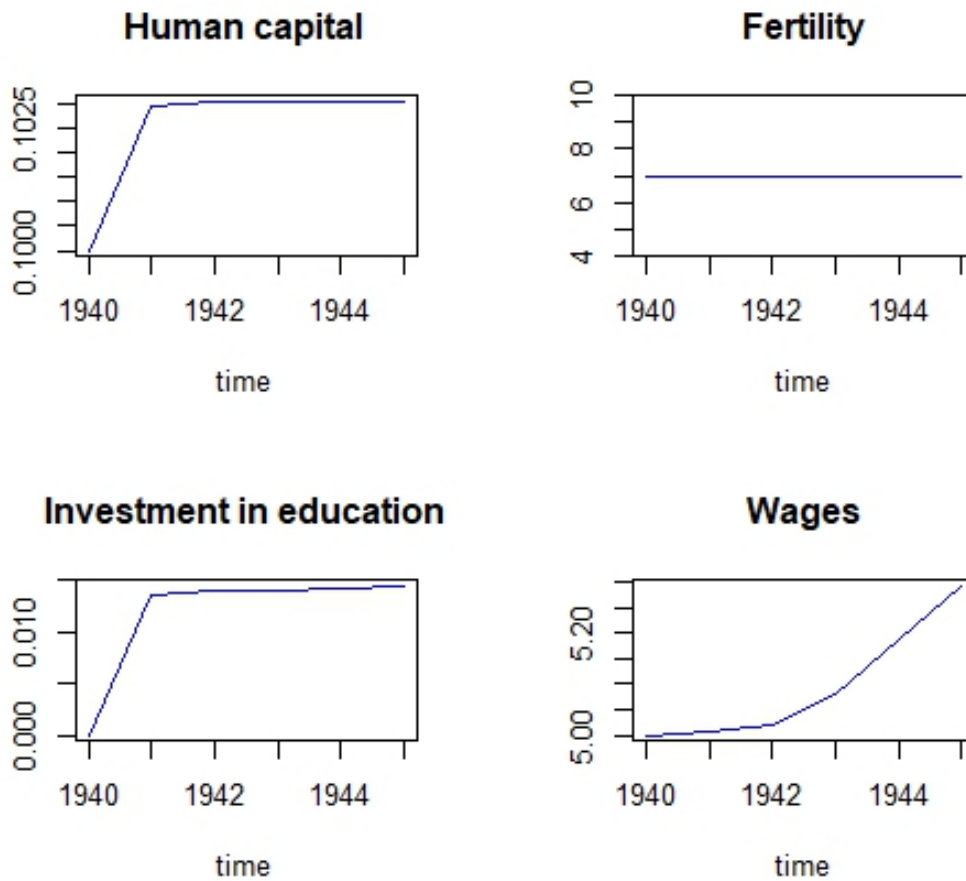 Human capital
0.1025
0.1000
1940 1942 1944
time
Fertility
10
8
6
4
1940 1942 1944
time
Investment in education
0.010
0.000
1940 1942 1944
time
Wages
5.20
5.00
1940 1942 1944
time